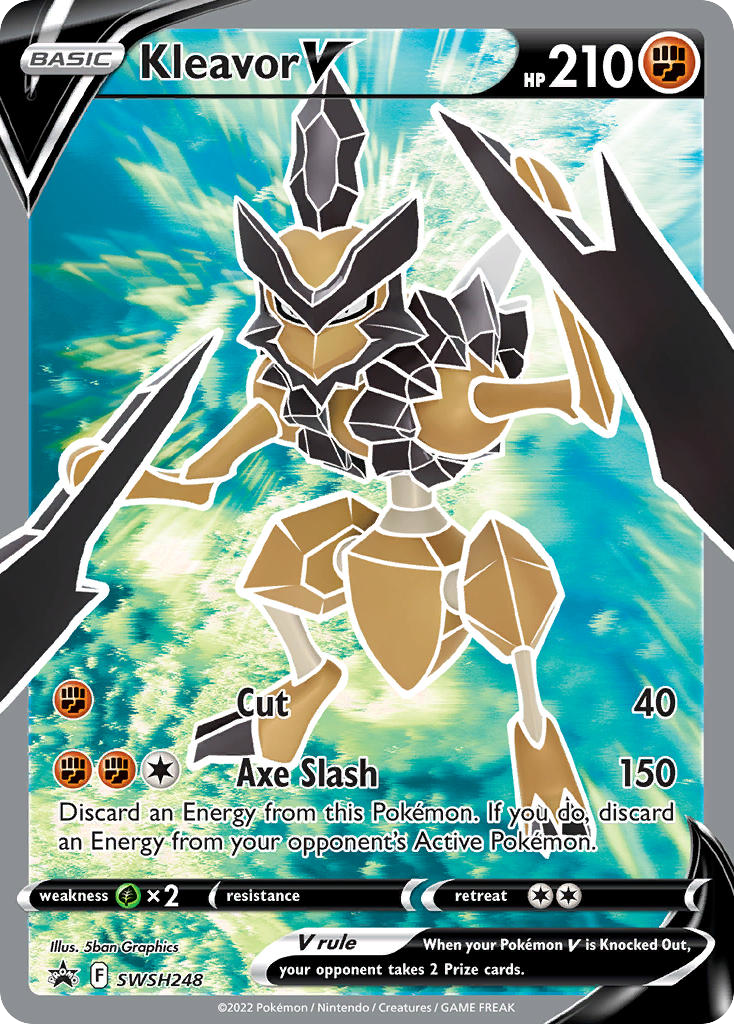 BASIC Kleavor V HP 210
Cut 40
Axe Slash 150
Discard an Energy from this Pokémon. If you do, discard
an Energy from your opponent's Active Pokémon.
weakness ×2 resistance retreat
Illus. 5ban Graphics
V rule When your Pokémon V is Knocked Out,
your opponent takes 2 Prize cards.
PROMO F SWSH248
©2022 Pokémon / Nintendo / Creatures / GAME FREAK